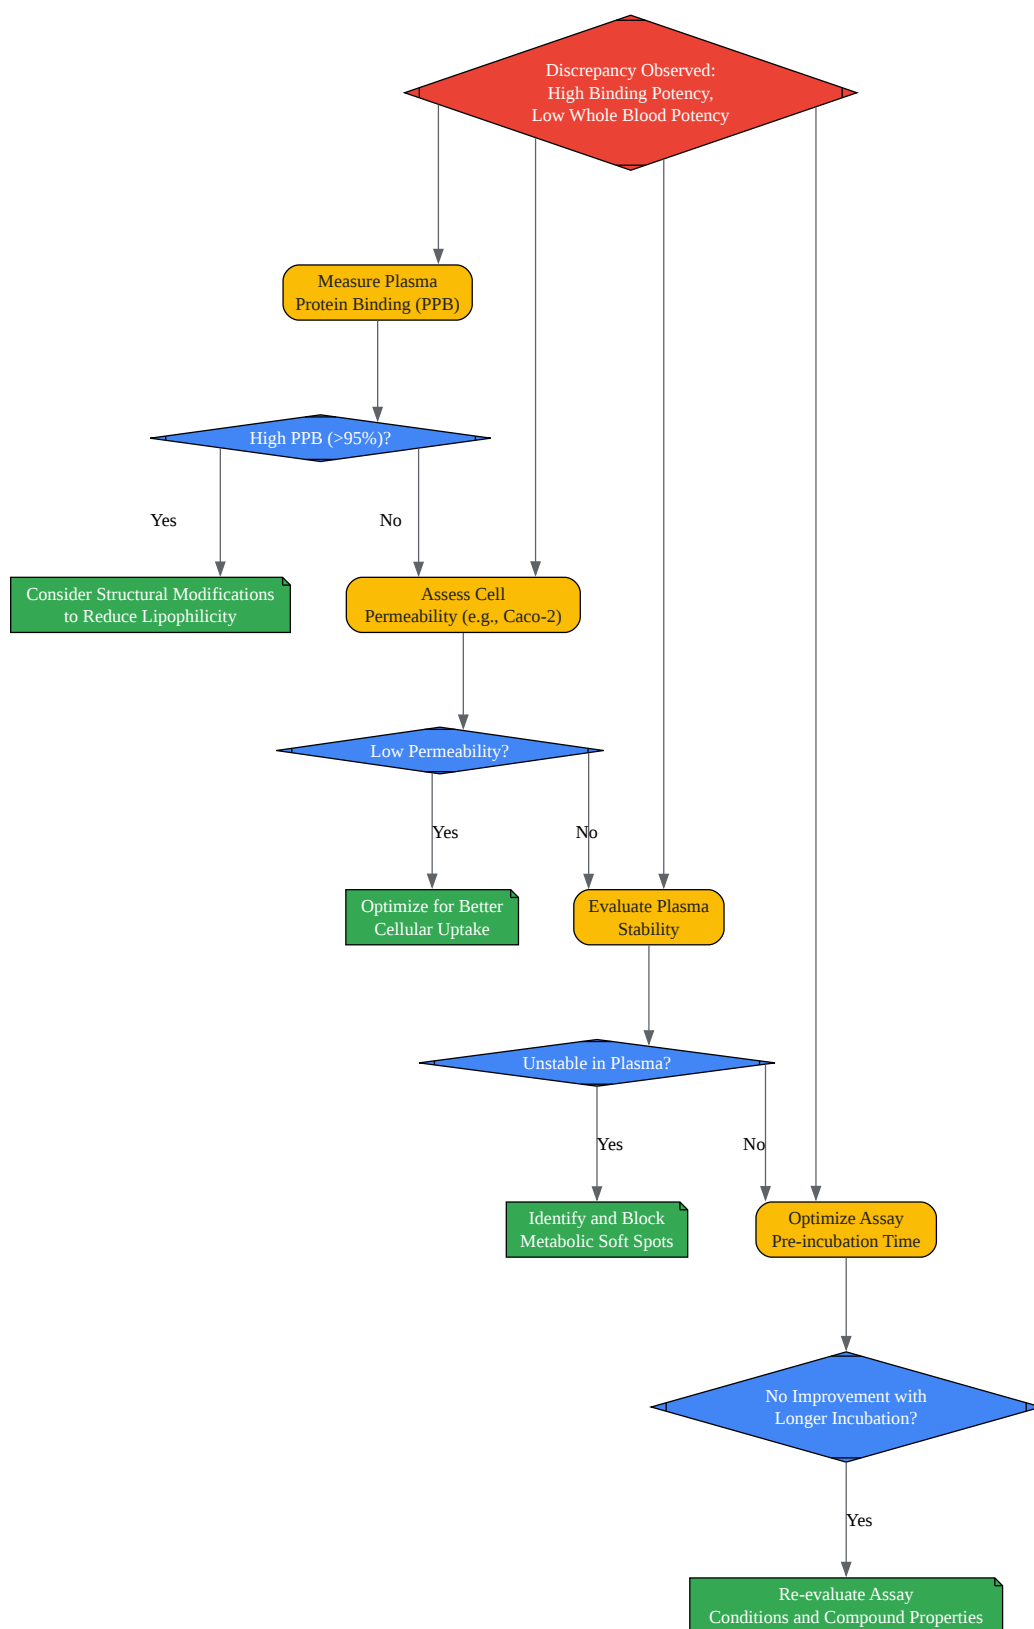 Discrepancy Observed:
High Binding Potency,
Low Whole Blood Potency
Measure Plasma
Protein Binding (PPB)
High PPB (>95%)?
Yes
No
Consider Structural Modifications
to Reduce Lipophilicity
Assess Cell
Permeability (e.g., Caco-2)
Low Permeability?
Yes
No
Optimize for Better
Cellular Uptake
Evaluate Plasma
Stability
Unstable in Plasma?
Yes
No
Identify and Block
Metabolic Soft Spots
Optimize Assay
Pre-incubation Time
No Improvement with
Longer Incubation?
Yes
Re-evaluate Assay
Conditions and Compound Properties